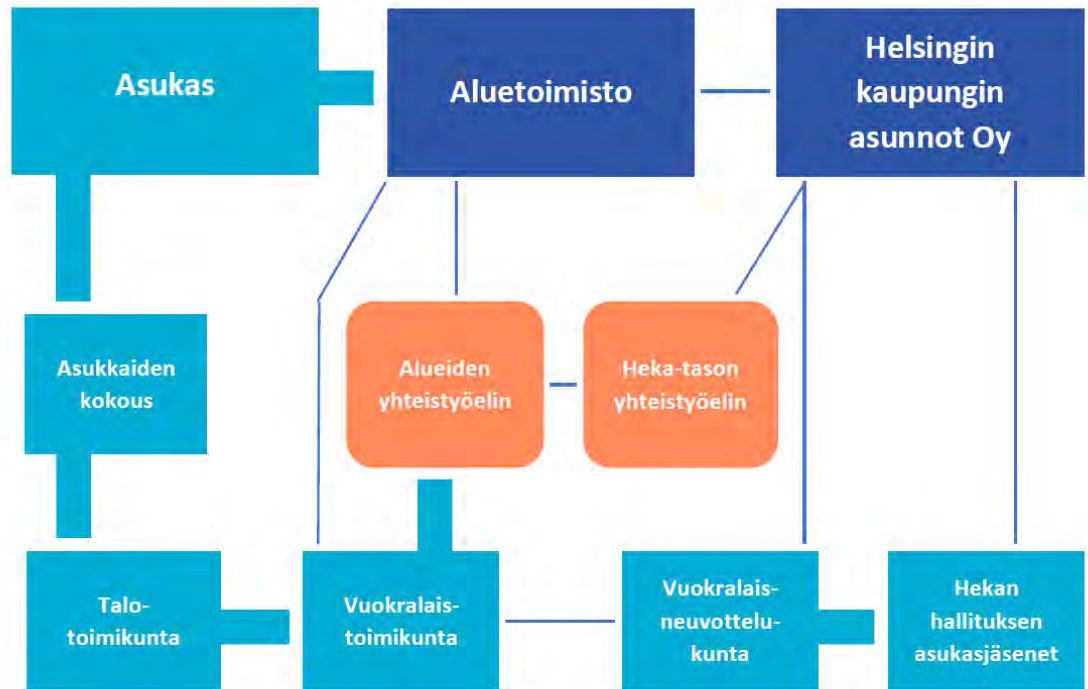 Asukas
Aluetoimisto
Helsingin
kaupungin
asunnot Oy
Asukkaiden
kokous
Alueiden
yhteistyöelin
Heka-tason
yhteistyöelin
Talo-
toimikunta
Vuokralais-
toimikunta
Vuokralais-
neuvottelu-
kunta
Hekan
hallituksen
asukasjäsenet